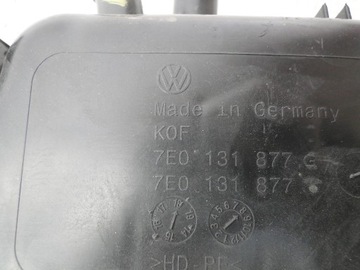 Made in Germany
KOF
7E0 131 877 C
7E0 131 877
>HD-PE<